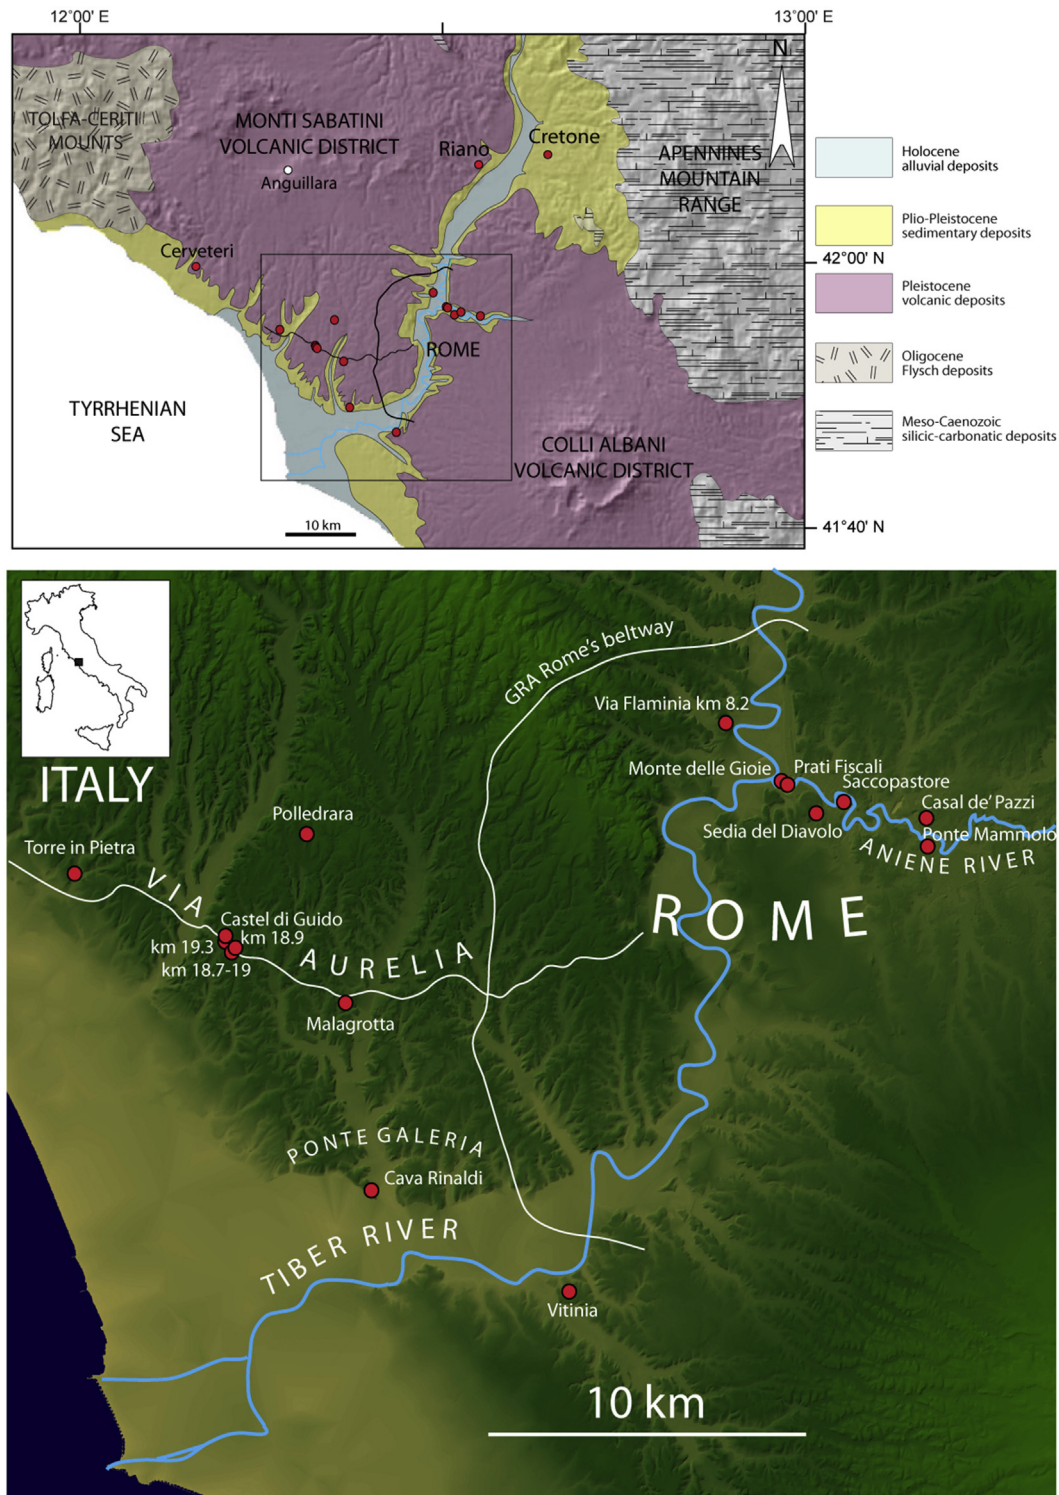 12°00' E
13°00' E
N
TOLFA-CERITI
MOUNTS
MONTI SABATINI
VOLCANIC DISTRICT
Anguillara
Riano
Cretone
APENNINES
MOUNTAIN
RANGE
Cerveteri
ROME
TYRRHENIAN
SEA
COLLI ALBANI
VOLCANIC DISTRICT
10 km
Holocene
alluvial deposits
Plio-Pleistocene
sedimentary deposits
42°00' N
Pleistocene
volcanic deposits
Oligocene
Flysch deposits
Meso-Caenozoic
silicic-carbonatic deposits
41°40' N
ITALY
GRA Rome's beltway
Via Flaminia km 8.2
Monte delle Gioie
Prati Fiscali
Saccopastore
Casal de' Pazzi
Sedia del Diavolo
Ponte Mammolo
ANIENE RIVER
Polledrara
Torre in Pietra
VIA
AURELIA
Castel di Guido
km 19.3
km 18.9
km 18.7-19
ROME
Malagrotta
PONTE GALERIA
Cava Rinaldi
TIBER RIVER
Vitinia
10 km